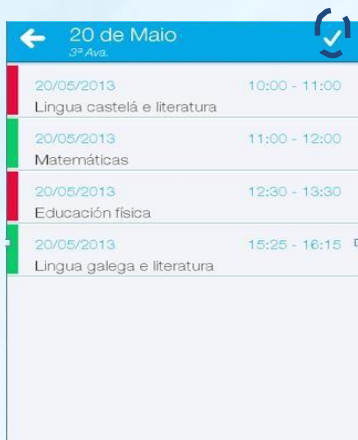 20 de Maio
3ª Ava.
20/05/2013 10:00 - 11:00
Lingua castelá e literatura
20/05/2013 11:00 - 12:00
Matemáticas
20/05/2013 12:30 - 13:30
Educación física
20/05/2013 15:25 - 16:15
Lingua galega e literatura